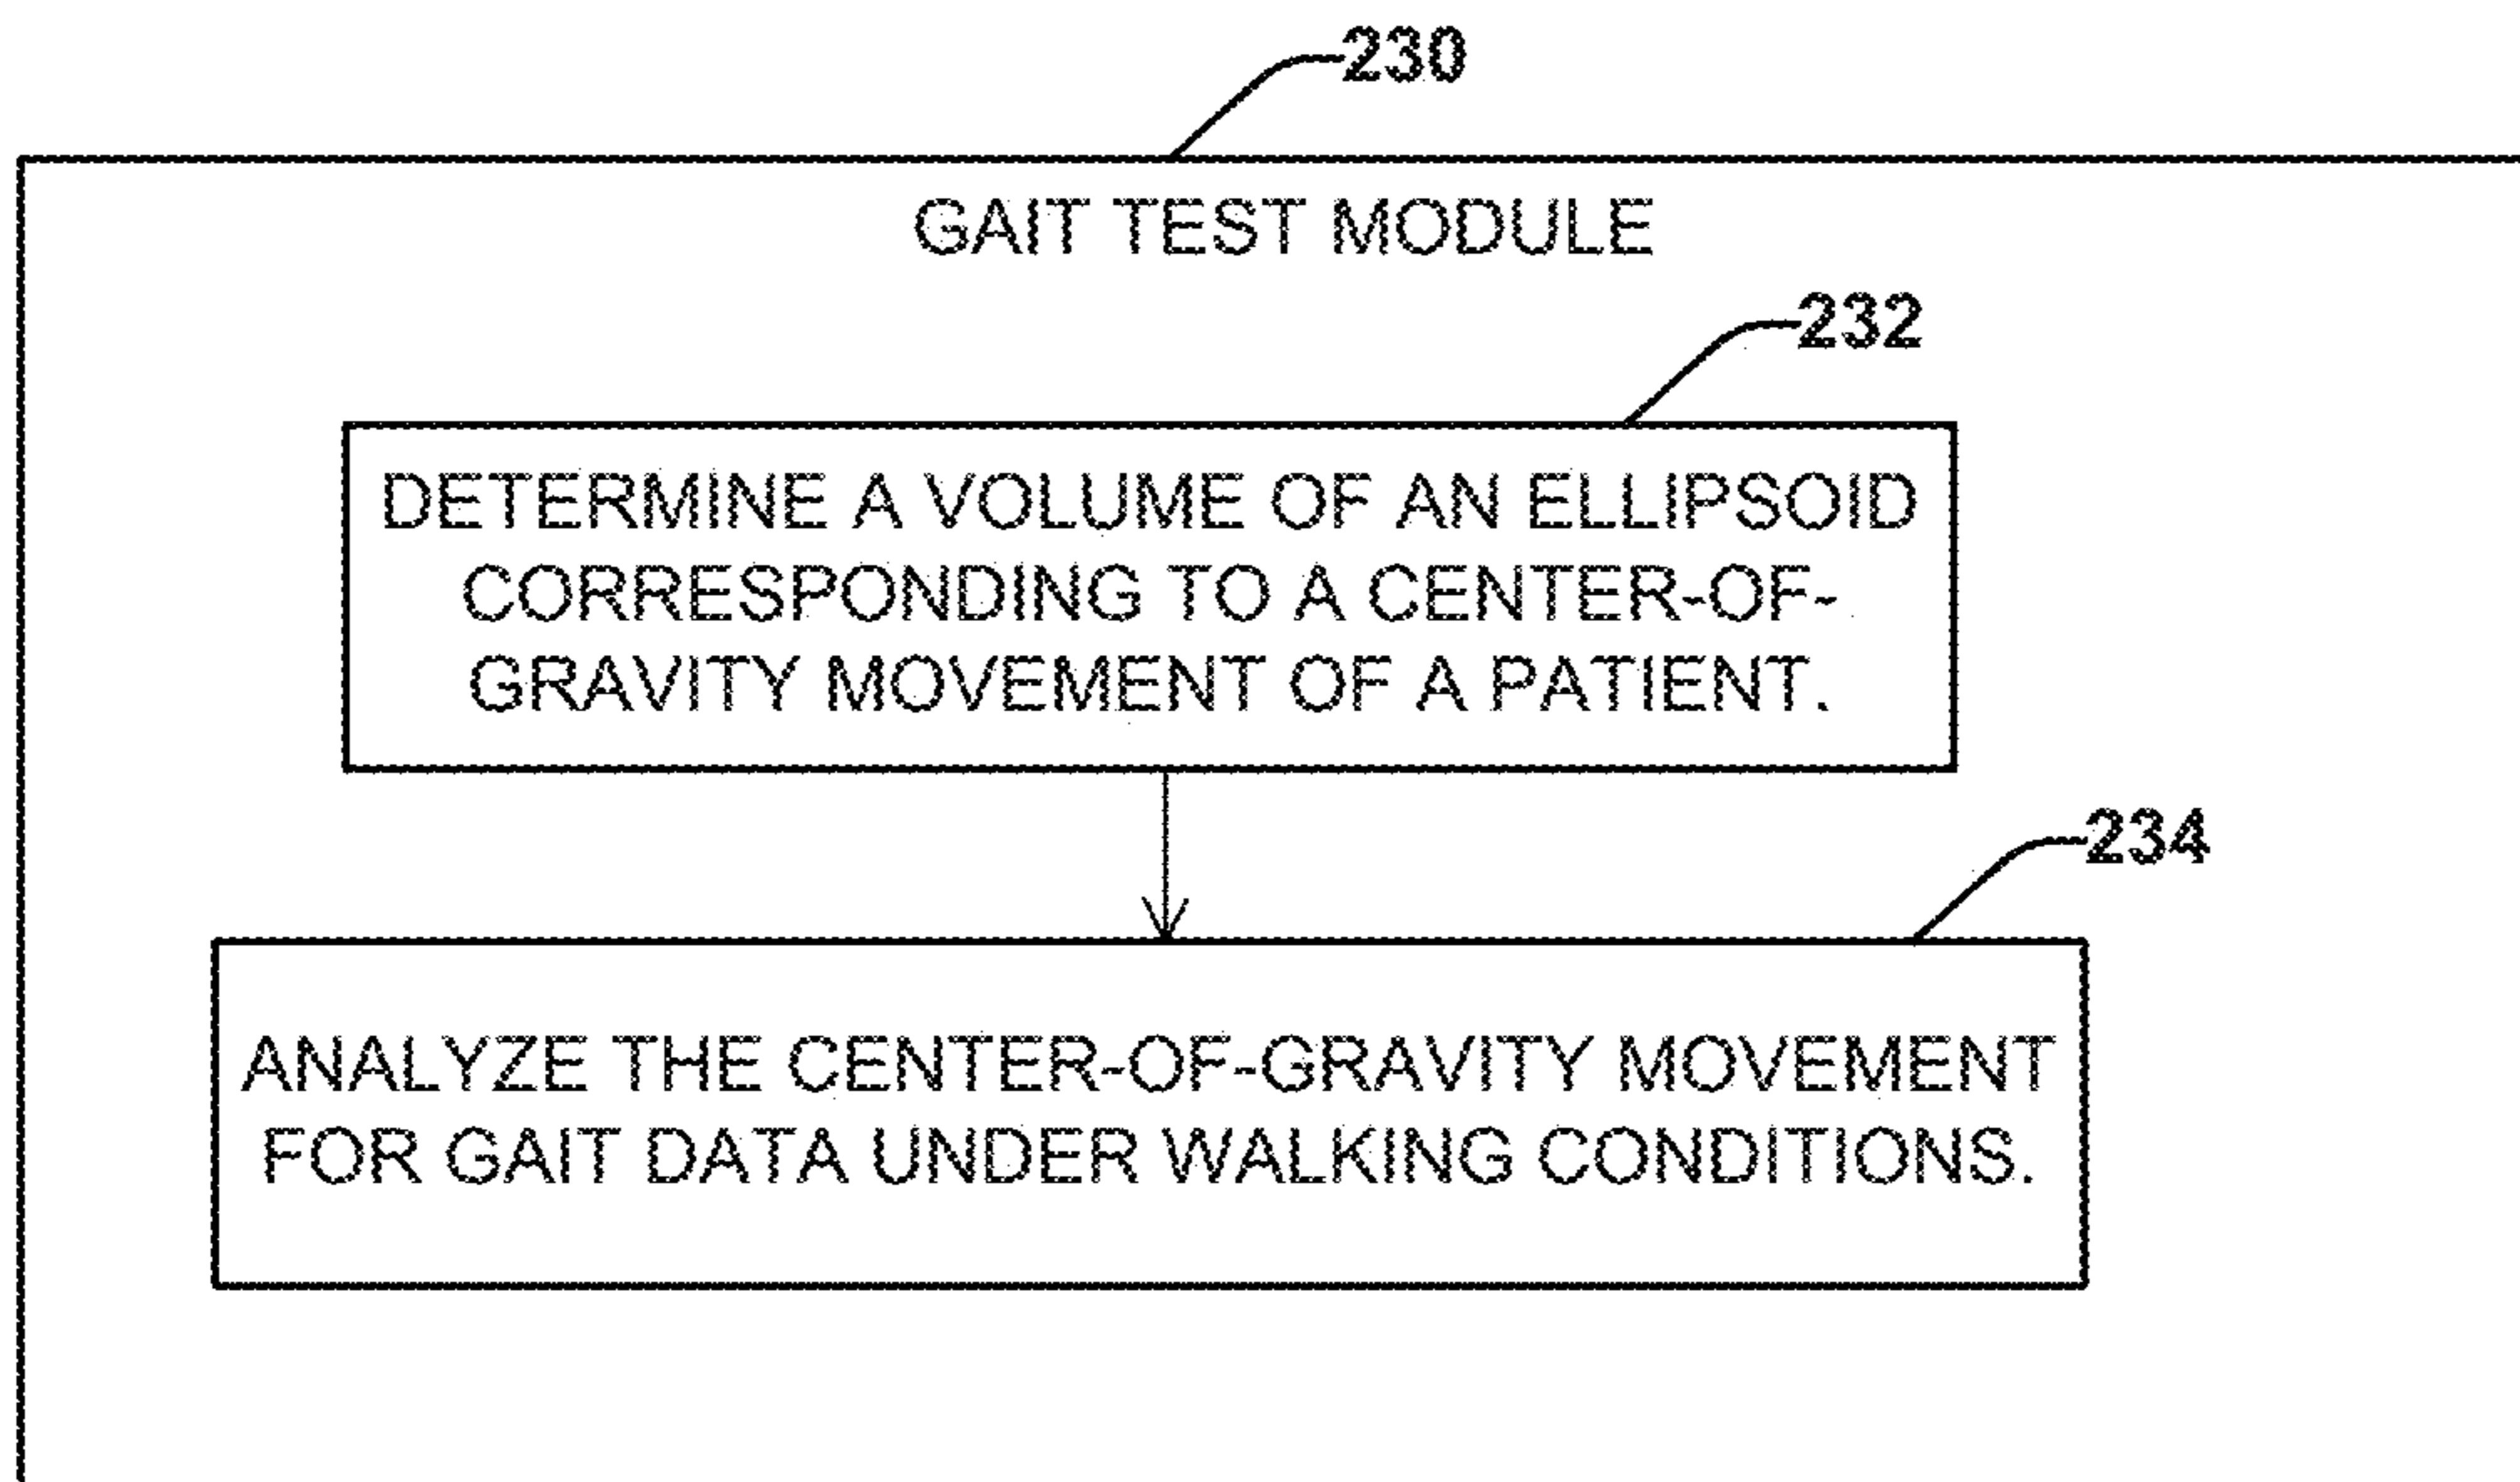 230
GAIT TEST MODULE
232
DETERMINE A VOLUME OF AN ELLIPSOID
CORRESPONDING TO A CENTER-OF-
GRAVITY MOVEMENT OF A PATIENT.
234
ANALYZE THE CENTER-OF-GRAVITY MOVEMENT
FOR GAIT DATA UNDER WALKING CONDITIONS.